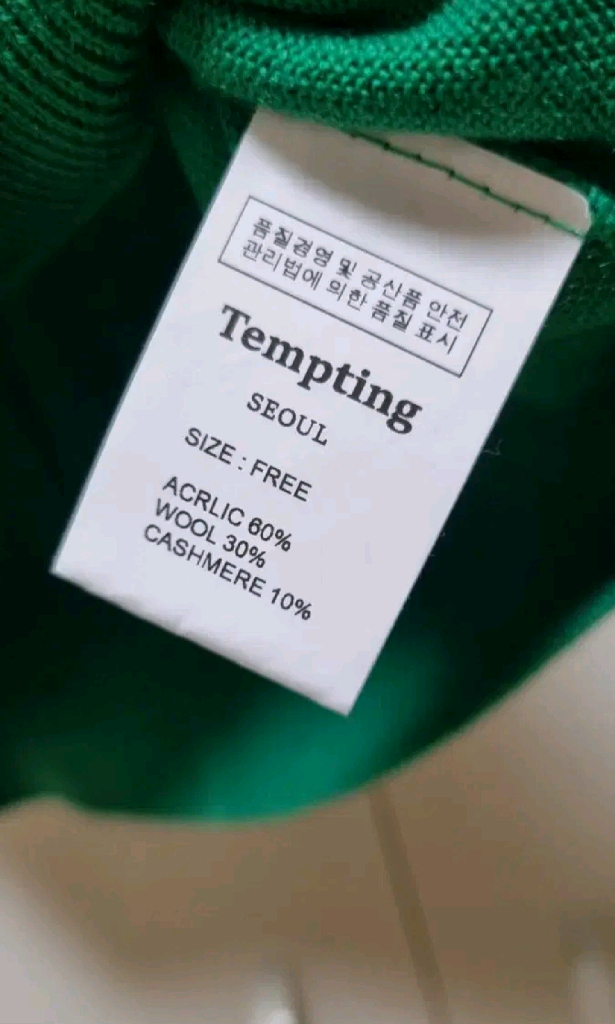 품질경영 및 공산품 안전
관리법에 의한 품질 표시
Tempting
SEOUL
SIZE : FREE
ACRLIC 60%
WOOL 30%
CASHMERE 10%